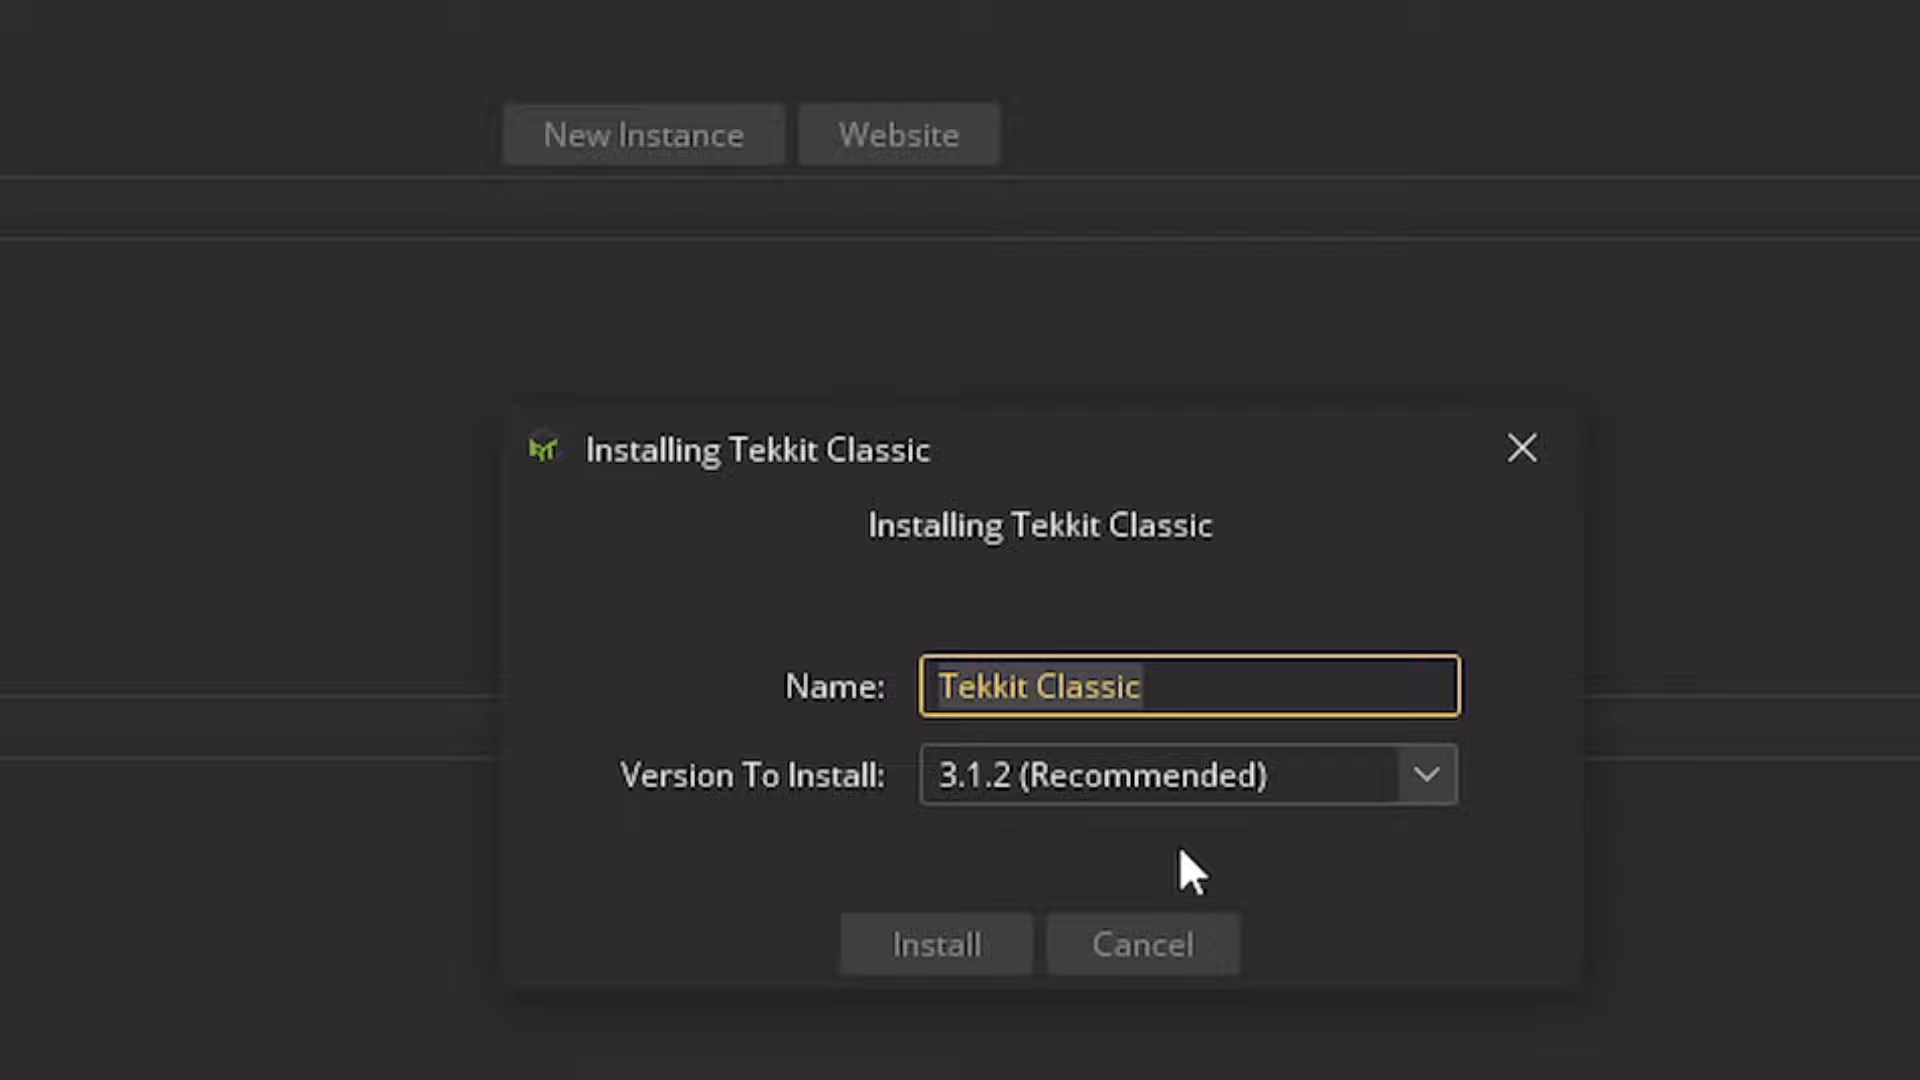 New Instance
Website
Installing Tekkit Classic
Installing Tekkit Classic
Name: Tekkit Classic
Version To Install: 3.1.2 (Recommended)
Install
Cancel